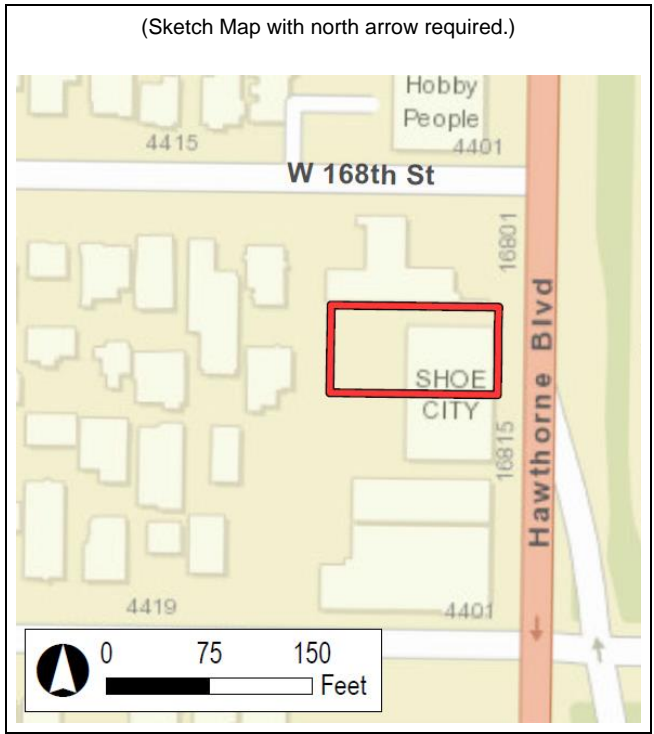 (Sketch Map with north arrow required.)
Hobby
People
4415
4401
W 168th St
16801
Hawthorne Blvd
SHOE
CITY
16815
4419
4401
0 75 150
Feet